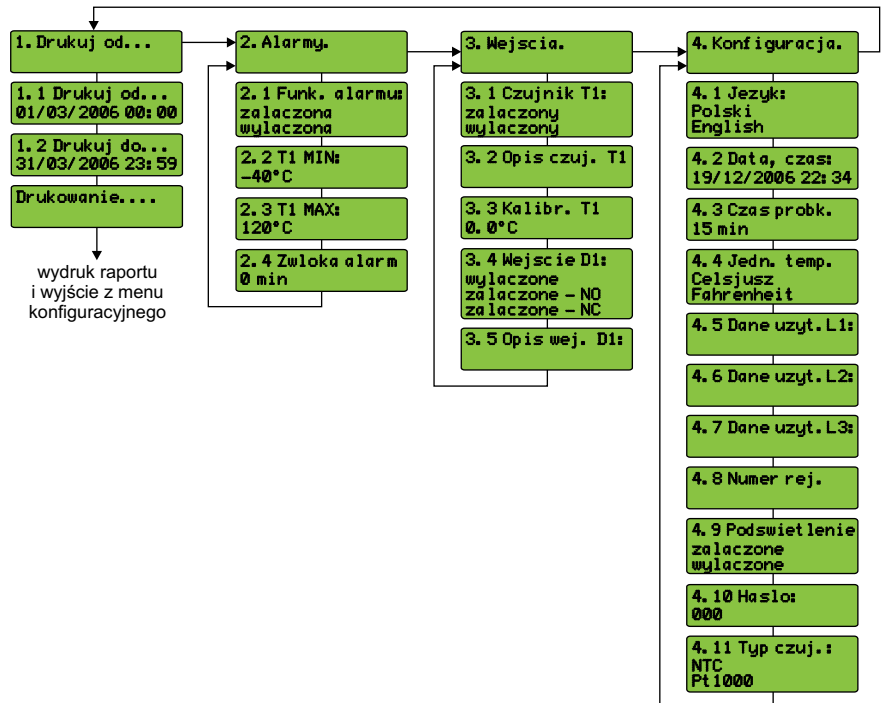 1. Drukuj od...
1. 1 Drukuj od...
01/03/2006 00:00
1. 2 Drukuj do...
31/03/2006 23:59
Drukowanie....
wydruk raportu
i wyjście z menu
konfiguracyjnego
2. Alarmy.
2. 1 Funk. alarmu:
zalaczona
wylaczona
2. 2 T1 MIN:
-40°C
2. 3 T1 MAX:
120°C
2. 4 Zwloka alarm
0 min
3. Wejscia.
3. 1 Czujnik T1:
zalaczony
wylaczony
3. 2 Opis czuj. T1
3. 3 Kalibr. T1
0. 0°C
3. 4 Wejscie D1:
wylaczone
zalaczone – NO
zalaczone – NC
3. 5 Opis wej. D1:
4. Konfiguracja.
4. 1 Jezyk:
Polski
English
4. 2 Data, czas:
19/12/2006 22:34
4. 3 Czas probk.
15 min
4. 4 Jedn. temp.
Celsjusz
Fahrenheit
4. 5 Dane uzyt. L1:
4. 6 Dane uzyt. L2:
4. 7 Dane uzyt. L3:
4. 8 Numer rej.
4. 9 Podswietlenie
zalaczone
wylaczone
4. 10 Haslo:
000
4. 11 Typ czuj.:
NTC
Pt1000